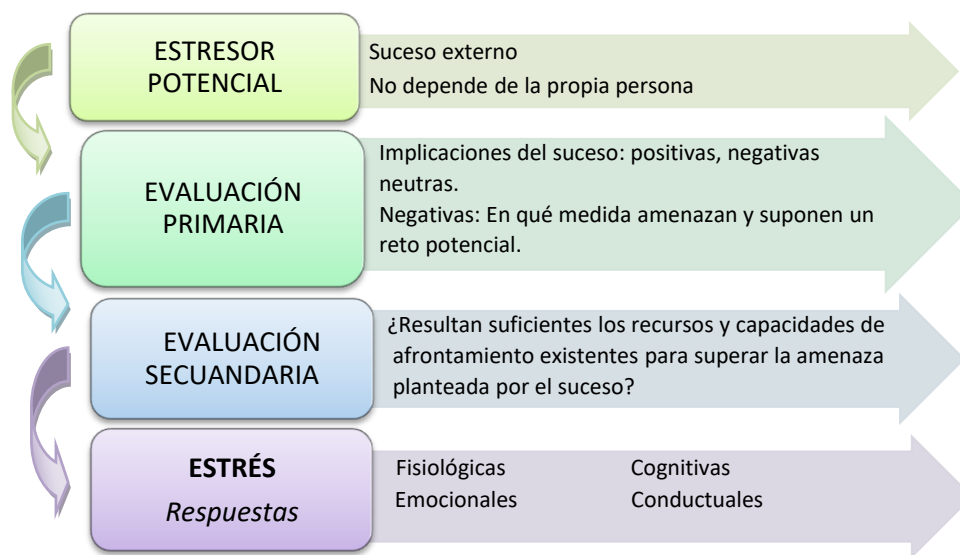 ESTRESOR
POTENCIAL
Suceso externo
No depende de la propia persona
EVALUACIÓN
PRIMARIA
Implicaciones del suceso: positivas, negativas
neutras.
Negativas: En qué medida amenazan y suponen un
reto potencial.
EVALUACIÓN
SECUANDARIA
¿Resultan suficientes los recursos y capacidades de
afrontamiento existentes para superar la amenaza
planteada por el suceso?
ESTRÉS
Respuestas
Fisiológicas Cognitivas
Emocionales Conductuales